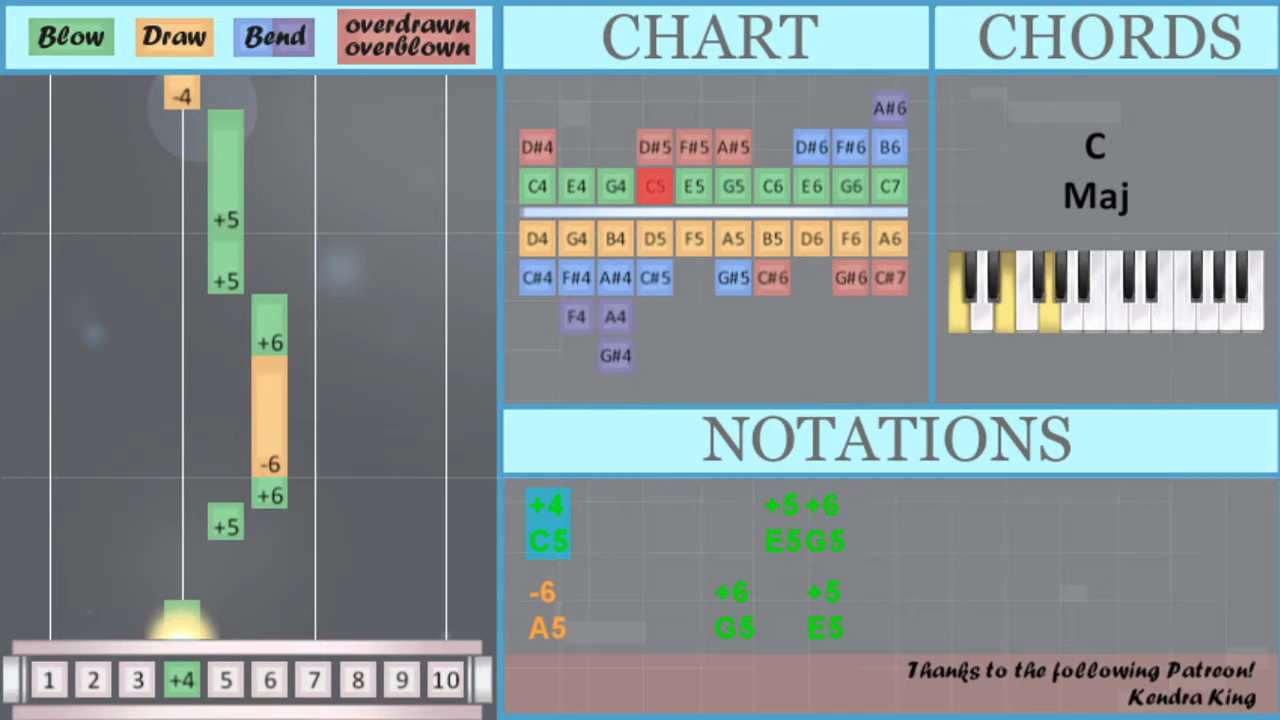 Blow Draw Bend overdrawn
overblown
CHART
CHORDS
-4
+5
+5
+6
-6
+6
+5
1 2 3 +4 5 6 7 8 9 10
A#6
D#4 D#5 F#5 A#5 D#6 F#6 B6
C4 E4 G4 C5 E5 G5 C6 E6 G6 C7
D4 G4 B4 D5 F5 A5 B5 D6 F6 A6
C#4 F#4 A#4 C#5 G#5 C#6 G#6 C#7
F4 A4
G#4
C
Maj
NOTATIONS
+4 +5 +6
C5 E5 G5
-6 +6 +5
A5 G5 E5
Thanks to the following Patreon!
Kendra King